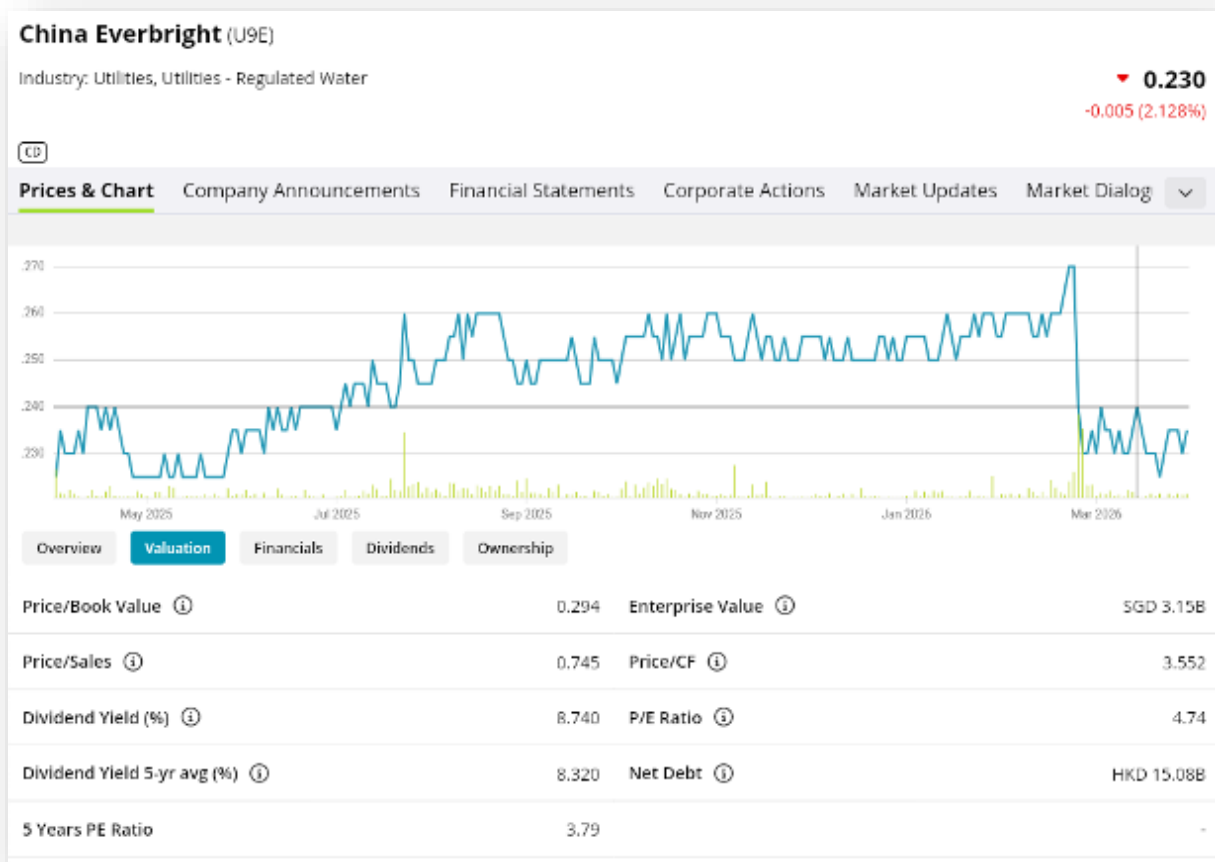 China Everbright (U9E)
Industry: Utilities, Utilities - Regulated Water
0.230
-0.005 (2.128%)
CD
Prices & Chart Company Announcements Financial Statements Corporate Actions Market Updates Market Dialog
.270
.260
.250
.240
.230
May 2025 Jul 2025 Sep 2025 Nov 2025 Jan 2026 Mar 2026
Overview Valuation Financials Dividends Ownership
Price/Book Value 0.294 Enterprise Value SGD 3.15B
Price/Sales 0.745 Price/CF 3.552
Dividend Yield (%) 8.740 P/E Ratio 4.74
Dividend Yield 5-yr avg (%) 8.320 Net Debt HKD 15.08B
5 Years PE Ratio 3.79 -